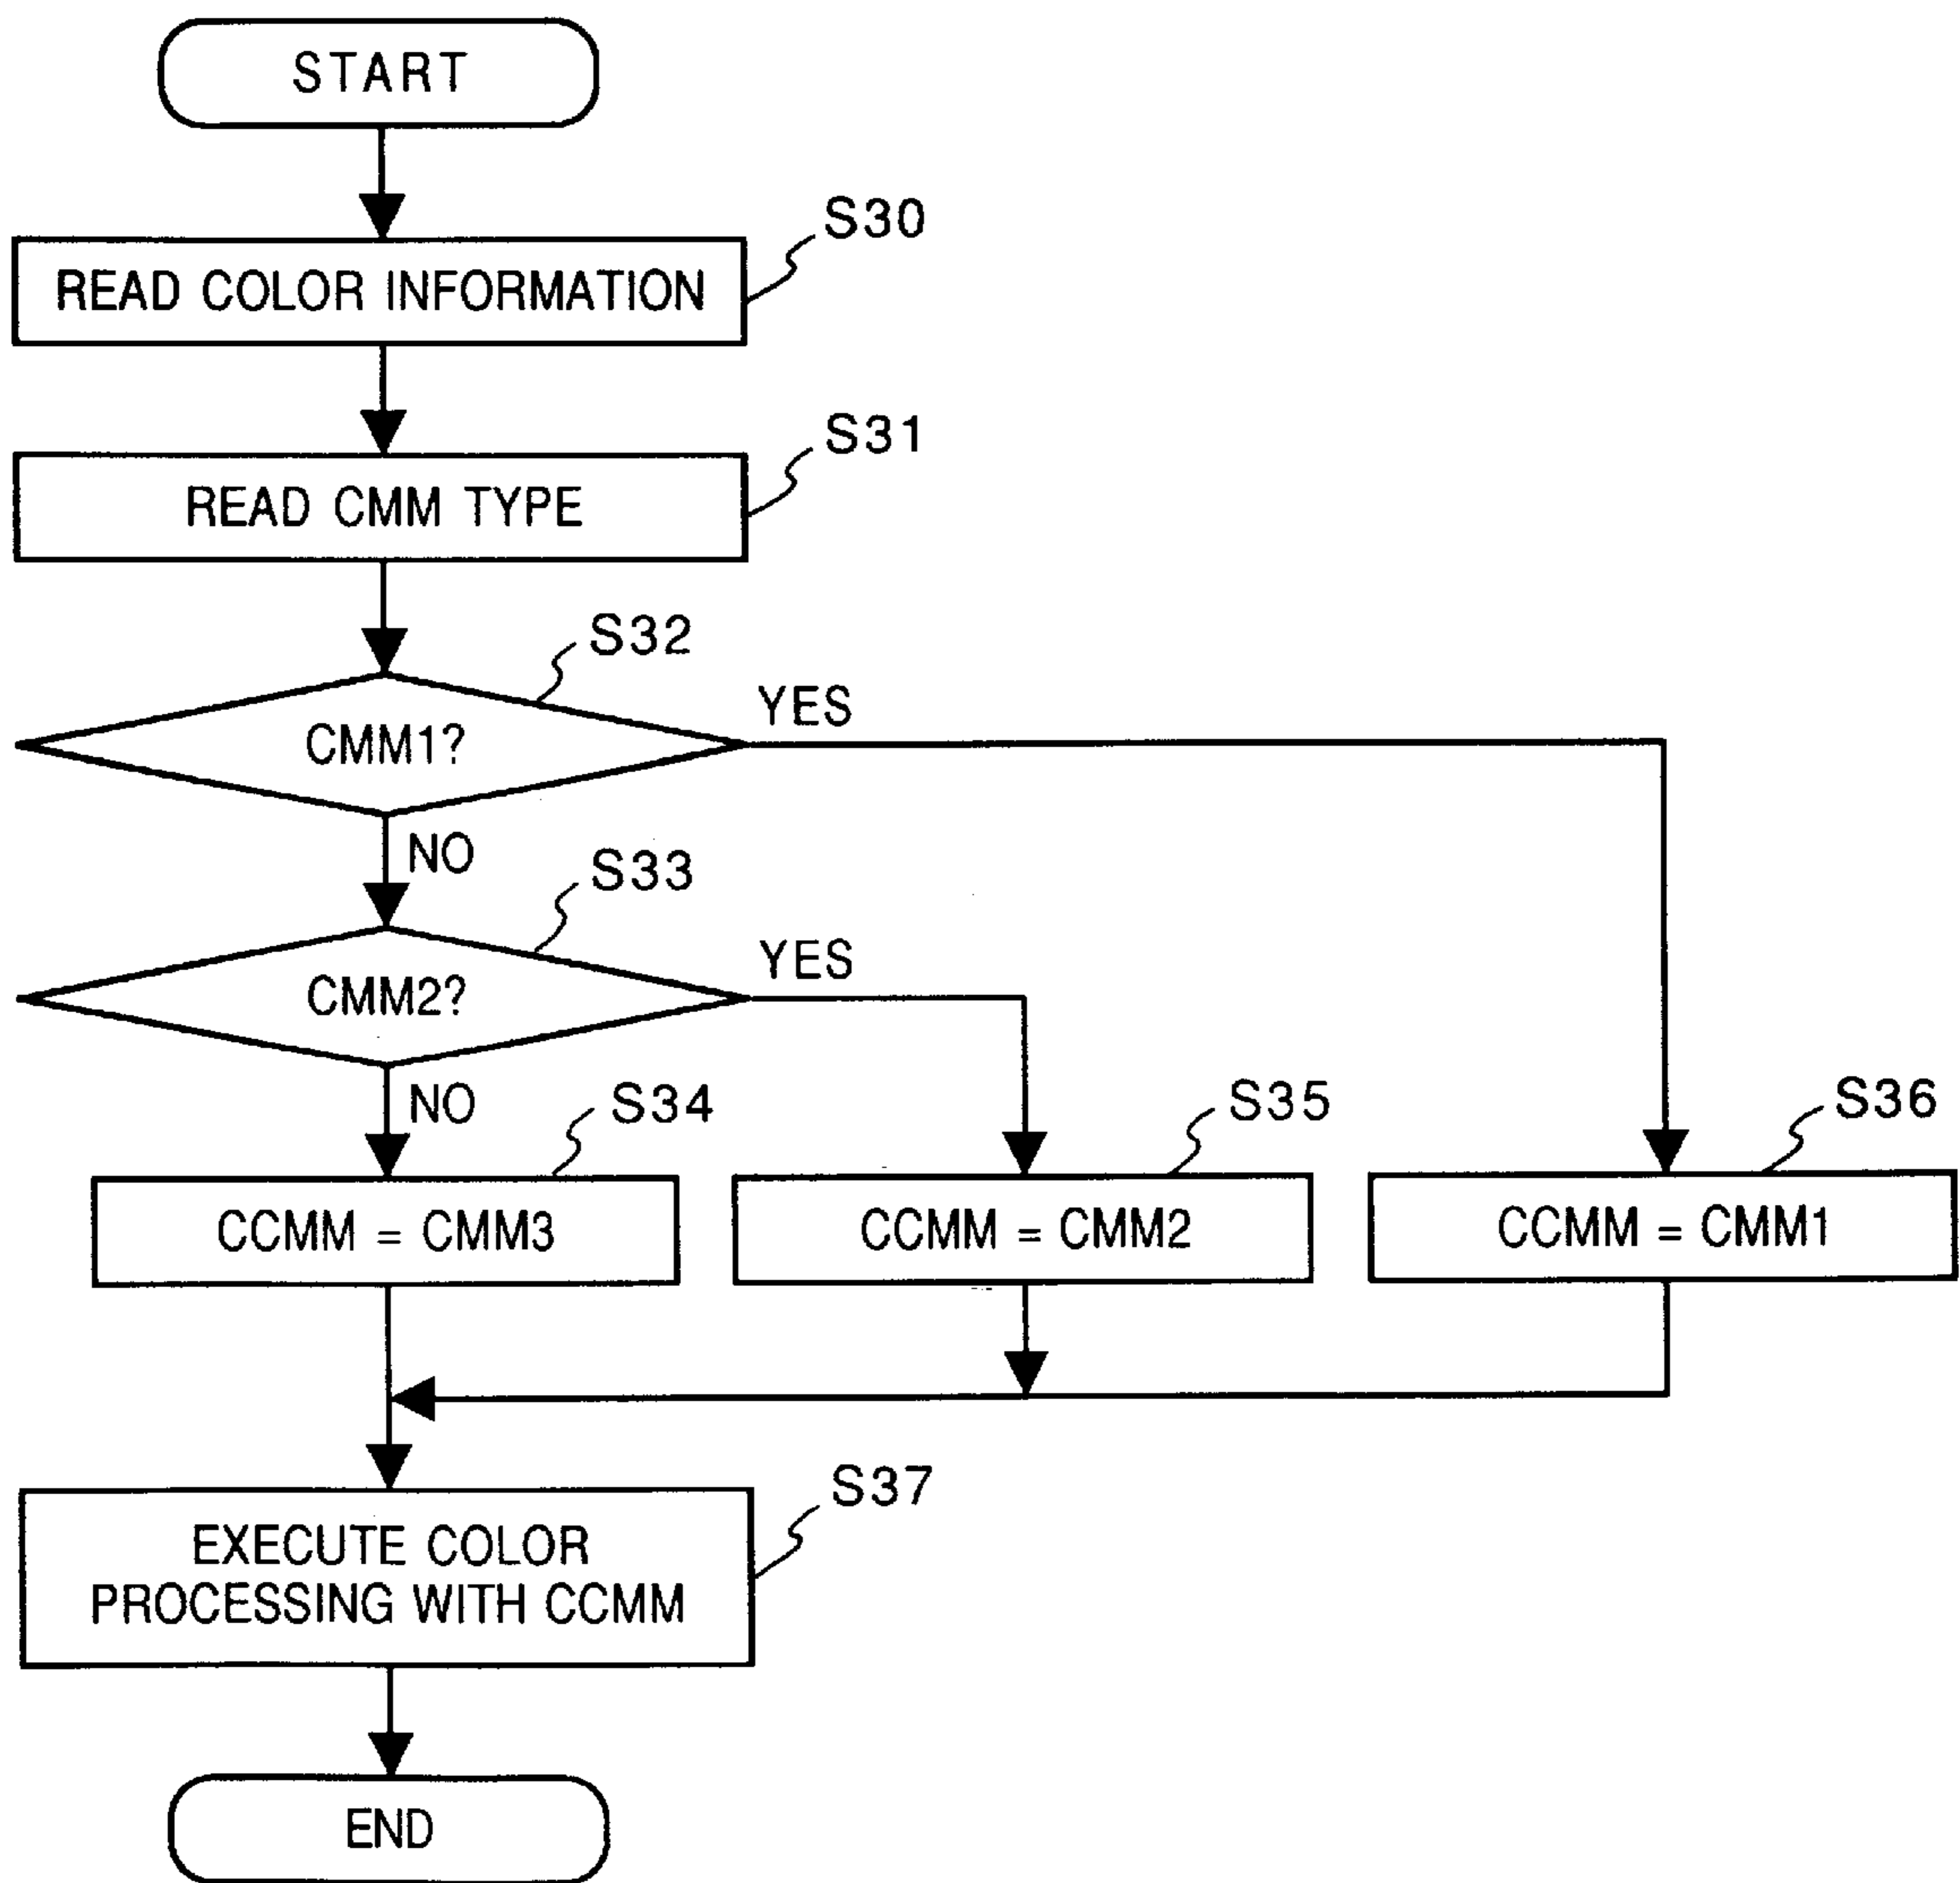 START
S30
READ COLOR INFORMATION
S31
READ CMM TYPE
S32
YES
CMM1?
NO
S33
YES
CMM2?
NO
S34
S35
S36
CCMM = CMM3
CCMM = CMM2
CCMM = CMM1
S37
EXECUTE COLOR
PROCESSING WITH CCMM
END